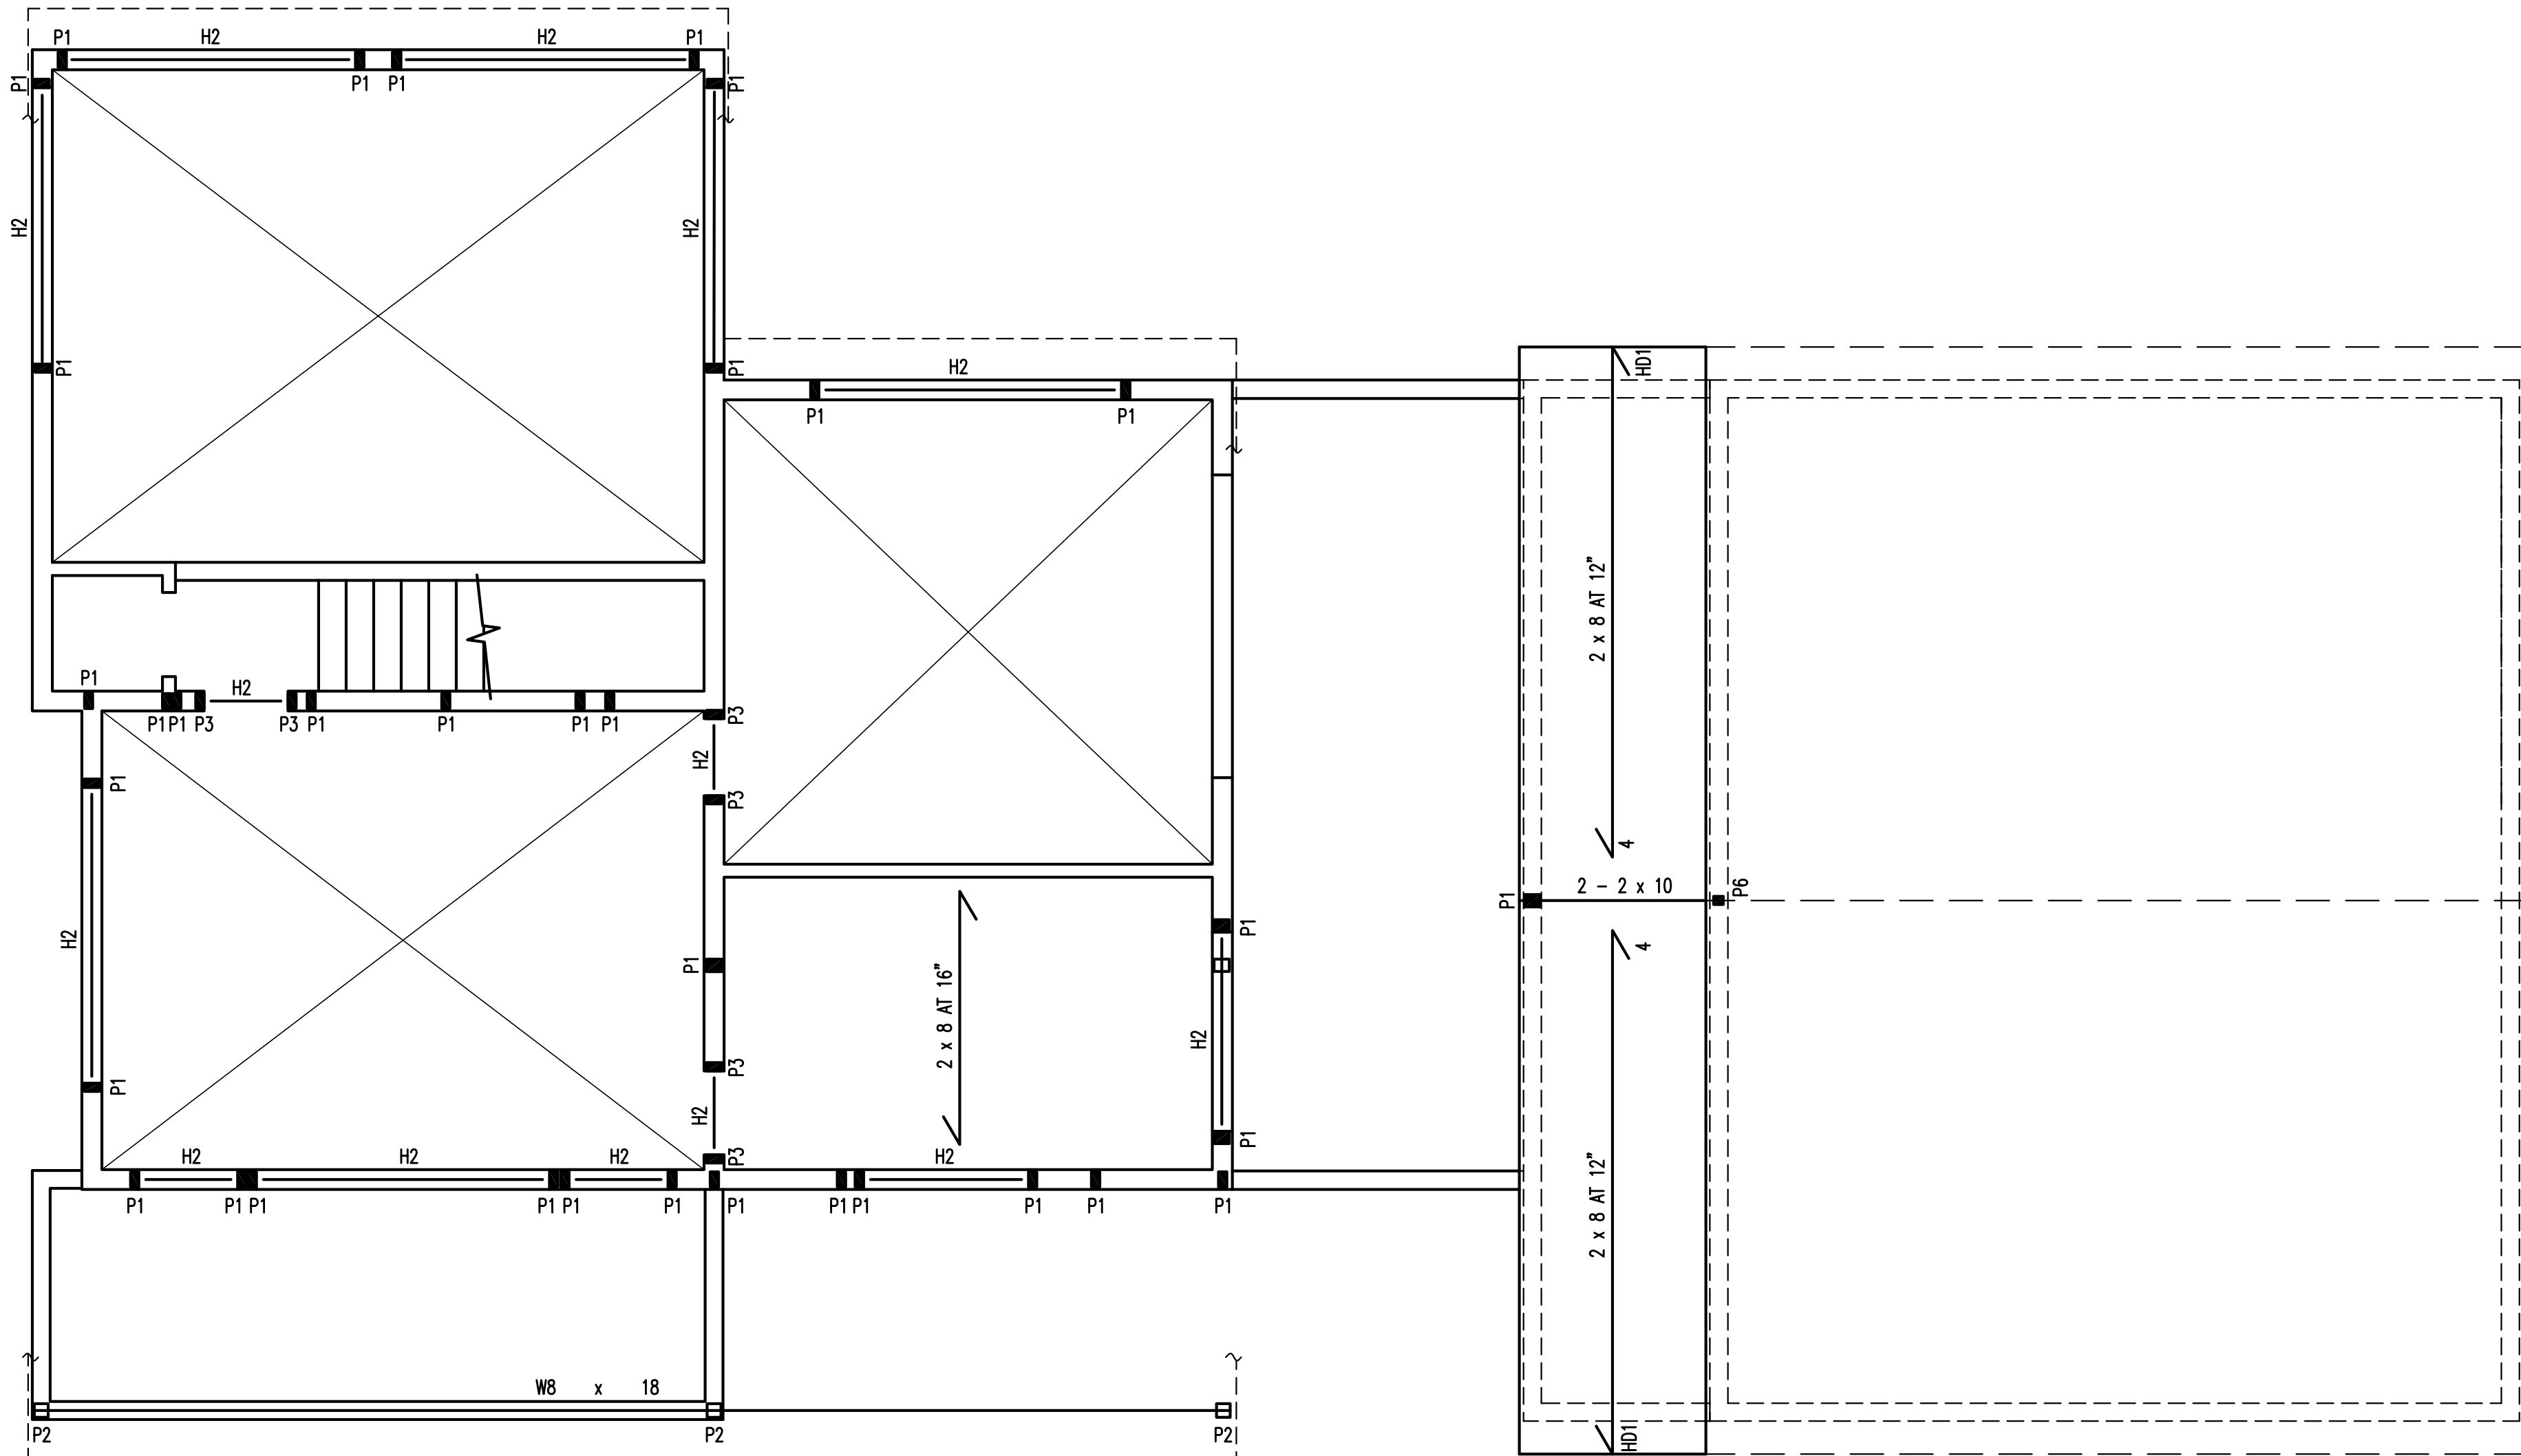 P1 H2 H2 P1
P1 P1 P1 P1
H2 H2
P1 P1
H2
P1 P1
HD1
2 x 8 AT 12"
P1 H2
P1 P1 P3 P3 P1 P1 P1 P1
P3
H2
P3
P1
4
2 - 2 x 10
P1 P6
H2
P1
P1
4
2 x 8 AT 16"
H2
P3
P1
H2
P3
P1
H2 H2 H2 H2
P1 P1 P1 P1 P1 P1 P1 P1 P1 P1 P1 P1
2 x 8 AT 12"
W8 x 18
P2 P2 P2
HD1